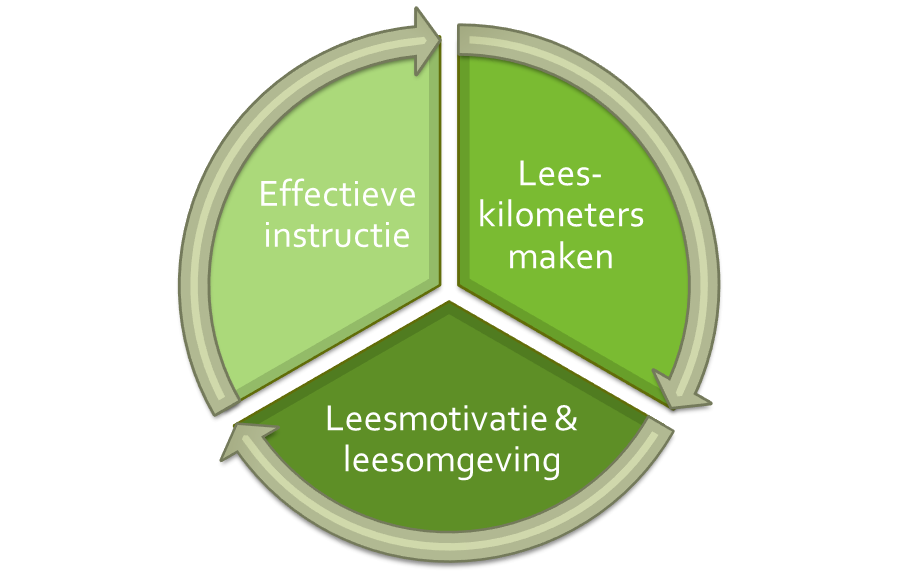 Effectieve
instructie
Lees-
kilometers
maken
Leesmotivatie &
leesomgeving